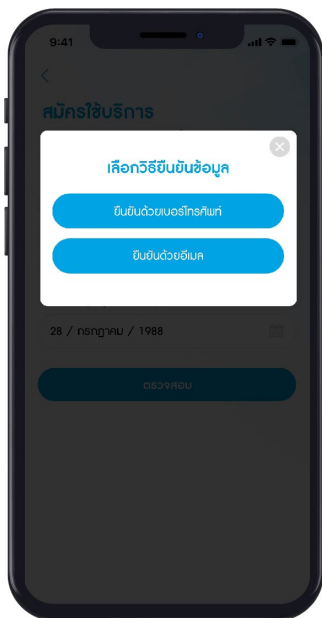 9:41
สมัครใช้บริการ
เลือกวิธียืนยันข้อมูล
ยืนยันด้วยเบอร์โทรศัพท์
ยืนยันด้วยอีเมล
28 / กรกฎาคม / 1988
ตรวจสอบ